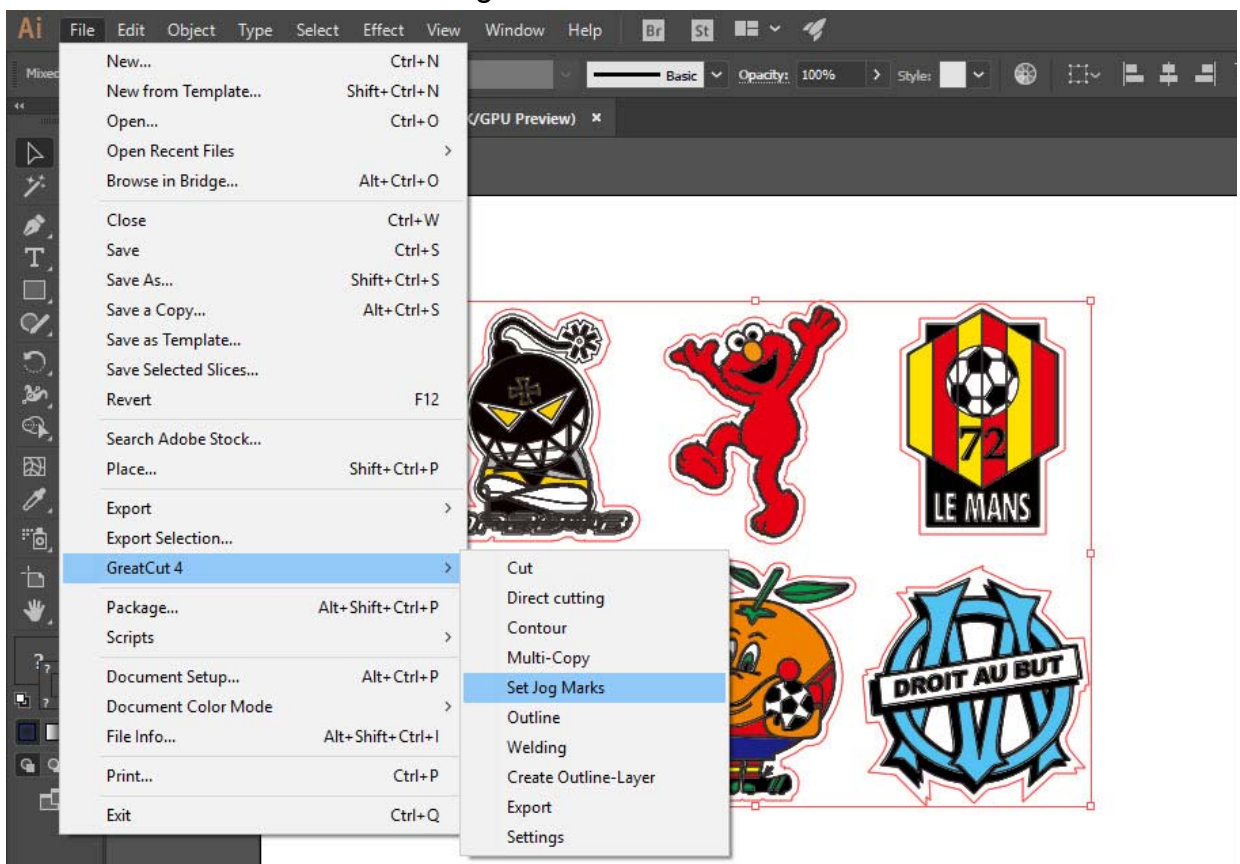 Ai File Edit Object Type Select Effect View Window Help Br St
Mixed Basic Opacity: 100% Style:
/GPU Preview) ×
New... Ctrl+N
New from Template... Shift+Ctrl+N
Open... Ctrl+O
Open Recent Files >
Browse in Bridge... Alt+Ctrl+O
Close Ctrl+W
Save Ctrl+S
Save As... Shift+Ctrl+S
Save a Copy... Alt+Ctrl+S
Save as Template...
Save Selected Slices...
Revert F12
Search Adobe Stock...
Place... Shift+Ctrl+P
Export >
Export Selection...
GreatCut 4 >
Package... Alt+Shift+Ctrl+P
Scripts >
Document Setup... Alt+Ctrl+P
Document Color Mode >
File Info... Alt+Shift+Ctrl+I
Print... Ctrl+P
Exit Ctrl+Q
Cut
Direct cutting
Contour
Multi-Copy
Set Jog Marks
Outline
Welding
Create Outline-Layer
Export
Settings
72
LE MANS
DROIT AU BUT